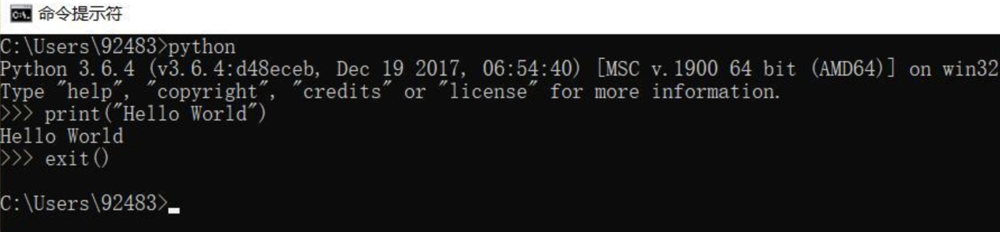 命令提示符
C:\Users\92483>python
Python 3.6.4 (v3.6.4:d48eceb, Dec 19 2017, 06:54:40) [MSC v.1900 64 bit (AMD64)] on win32
Type "help", "copyright", "credits" or "license" for more information.
>>> print("Hello World")
Hello World
>>> exit()
C:\Users\92483>